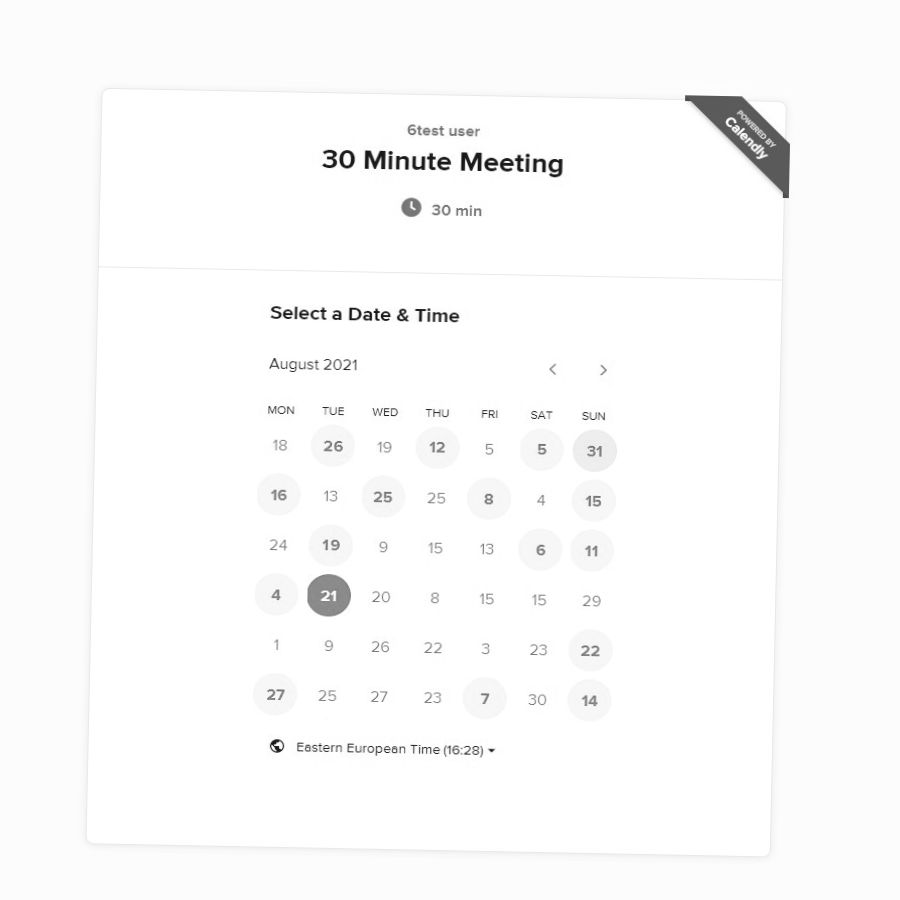 POWERED BY
Calendly
6test user
30 Minute Meeting
30 min
Select a Date & Time
August 2021
MON TUE WED THU FRI SAT SUN
18 26 19 12 5 5 31
16 13 25 25 8 4 15
24 19 9 15 13 6 11
4 21 20 8 15 15 29
1 9 26 22 3 23 22
27 25 27 23 7 30 14
Eastern European Time (16:28)